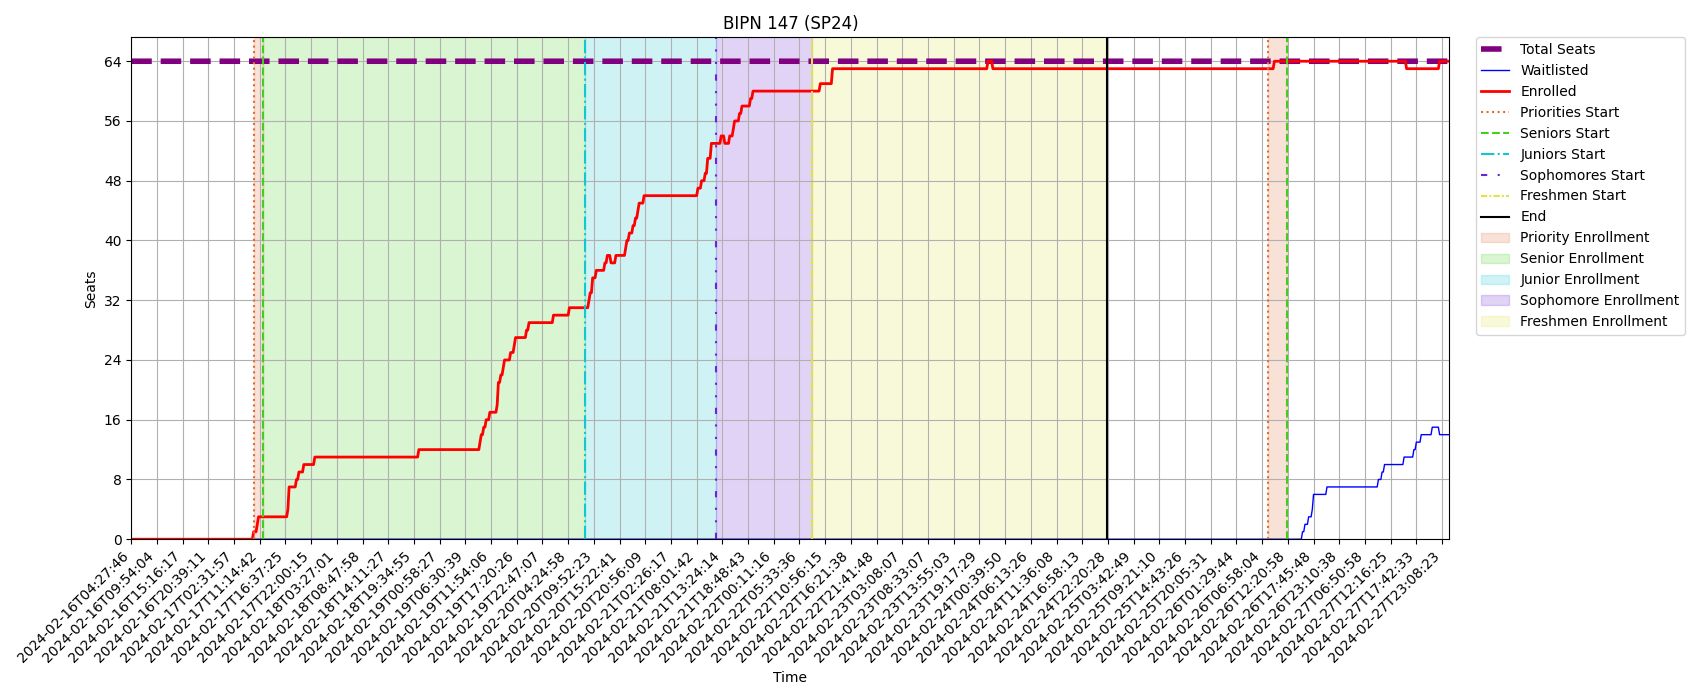 BIPN 147 (SP24)
Seats
64
56
48
40
32
24
16
8
0
2024-02-16T04:27:46
2024-02-16T09:54:04
2024-02-16T15:16:17
2024-02-16T20:39:11
2024-02-17T02:31:57
2024-02-17T11:14:42
2024-02-17T16:37:25
2024-02-17T22:00:15
2024-02-18T03:27:01
2024-02-18T08:47:58
2024-02-18T14:11:27
2024-02-18T19:34:55
2024-02-19T00:58:27
2024-02-19T06:30:39
2024-02-19T11:54:06
2024-02-19T17:20:26
2024-02-19T22:47:07
2024-02-20T04:24:58
2024-02-20T09:52:23
2024-02-20T15:22:41
2024-02-20T20:56:09
2024-02-21T02:26:17
2024-02-21T08:01:42
2024-02-21T13:24:14
2024-02-21T18:48:43
2024-02-22T00:11:16
2024-02-22T05:33:36
2024-02-22T10:56:15
2024-02-22T16:21:38
2024-02-22T21:41:48
2024-02-23T03:08:07
2024-02-23T08:33:07
2024-02-23T13:55:03
2024-02-23T19:17:29
2024-02-24T00:39:50
2024-02-24T06:13:26
2024-02-24T11:36:08
2024-02-24T16:58:13
2024-02-24T22:20:28
2024-02-25T03:42:49
2024-02-25T09:21:10
2024-02-25T14:43:26
2024-02-25T20:05:31
2024-02-26T01:29:44
2024-02-26T06:58:04
2024-02-26T12:20:58
2024-02-26T17:45:48
2024-02-26T23:10:38
2024-02-27T06:50:58
2024-02-27T12:16:25
2024-02-27T17:42:33
2024-02-27T23:08:23
Time
Total Seats
Waitlisted
Enrolled
Priorities Start
Seniors Start
Juniors Start
Sophomores Start
Freshmen Start
End
Priority Enrollment
Senior Enrollment
Junior Enrollment
Sophomore Enrollment
Freshmen Enrollment